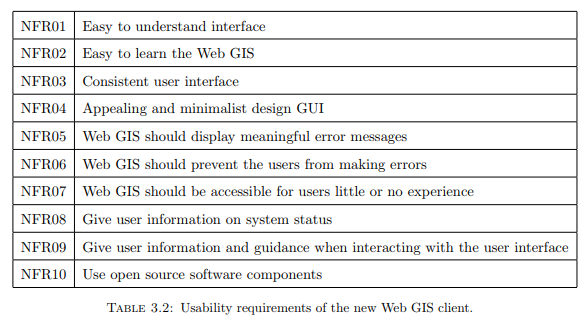 NFR01 Easy to understand interface
NFR02 Easy to learn the Web GIS
NFR03 Consistent user interface
NFR04 Appealing and minimalist design GUI
NFR05 Web GIS should display meaningful error messages
NFR06 Web GIS should prevent the users from making errors
NFR07 Web GIS should be accessible for users little or no experience
NFR08 Give user information on system status
NFR09 Give user information and guidance when interacting with the user interface
NFR10 Use open source software components
TABLE 3.2: Usability requirements of the new Web GIS client.